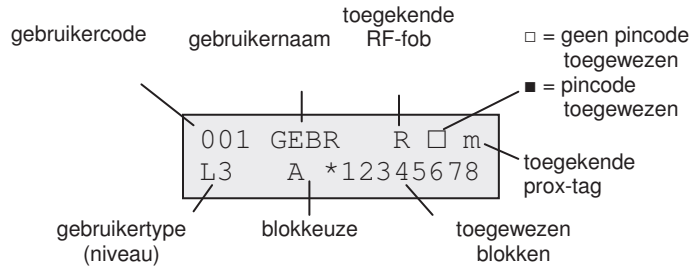 gebruikercode
gebruikernaam
toegekende
RF-fob
□ = geen pincode
toegewezen
■ = pincode
toegewezen
001 GEBR R □ m
L3 A *12345678
toegekende
prox-tag
gebruikertype
(niveau)
blokkeuze
toegewezen
blokken